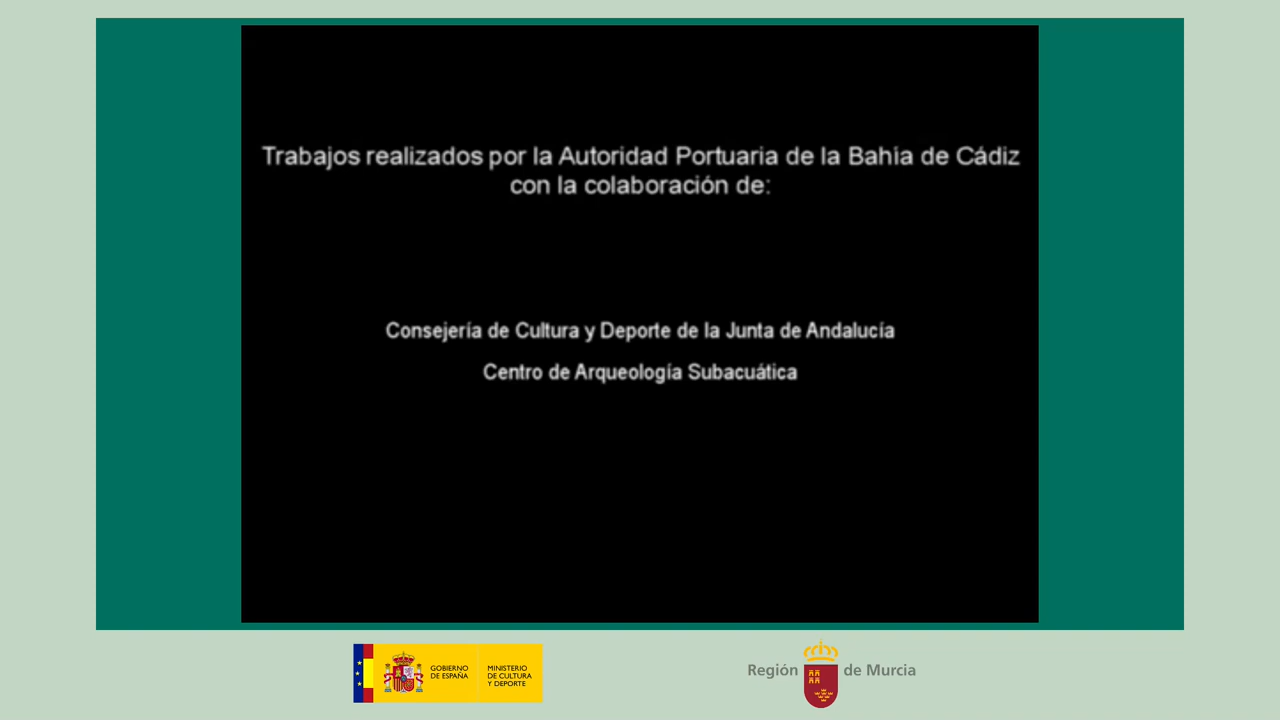 Trabajos realizados por la Autoridad Portuaria de la Bahía de Cádiz
con la colaboración de:
Consejería de Cultura y Deporte de la Junta de Andalucía
Centro de Arqueología Subacuática
GOBIERNO
DE ESPAÑA
MINISTERIO
DE CULTURA
Y DEPORTE
Región de Murcia